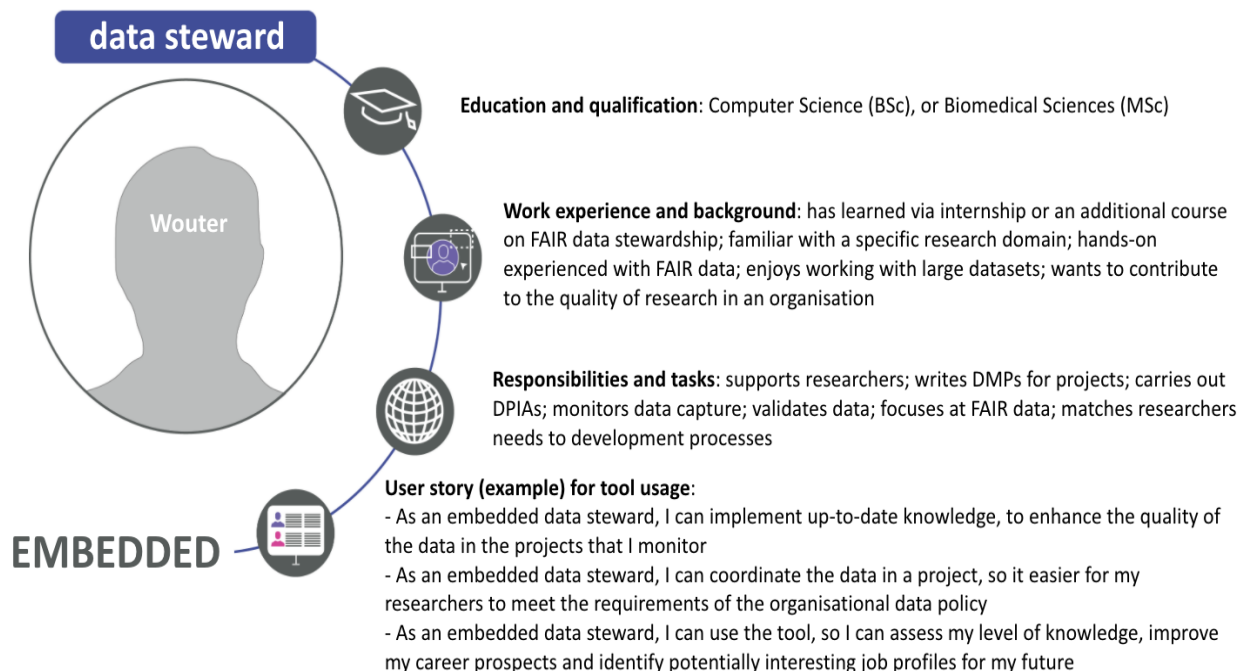 data steward
Wouter
Education and qualification: Computer Science (BSc), or Biomedical Sciences (MSc)
Work experience and background: has learned via internship or an additional course
on FAIR data stewardship; familiar with a specific research domain; hands-on
experienced with FAIR data; enjoys working with large datasets; wants to contribute
to the quality of research in an organisation
Responsibilities and tasks: supports researchers; writes DMPs for projects; carries out
DPIAs; monitors data capture; validates data; focuses at FAIR data; matches researchers
needs to development processes
User story (example) for tool usage:
- As an embedded data steward, I can implement up-to-date knowledge, to enhance the quality of
the data in the projects that I monitor
- As an embedded data steward, I can coordinate the data in a project, so it easier for my
researchers to meet the requirements of the organisational data policy
- As an embedded data steward, I can use the tool, so I can assess my level of knowledge, improve
my career prospects and identify potentially interesting job profiles for my future
EMBEDDED